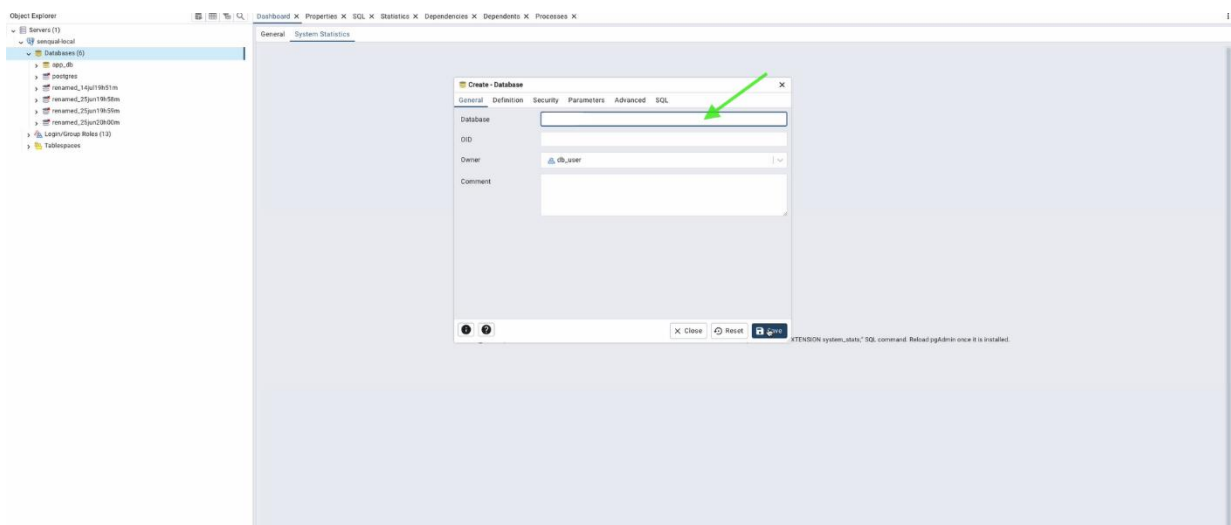 Object Explorer
Dashboard X Properties X SQL X Statistics X Dependencies X Dependents X Processes X
Servers (1)
General System Statistics
senqual-local
Databases (6)
app_db
postgres
renamed_14jul19h51m
renamed_25jun19h58m
renamed_25jun19h59m
renamed_25jun20h00m
Login/Group Roles (13)
Tablespaces
Create - Database
General Definition Security Parameters Advanced SQL
Database
OID
Owner db_user
Comment
Close Reset Save
XTENSION system_stats;" SQL command. Reload pgAdmin once it is installed.